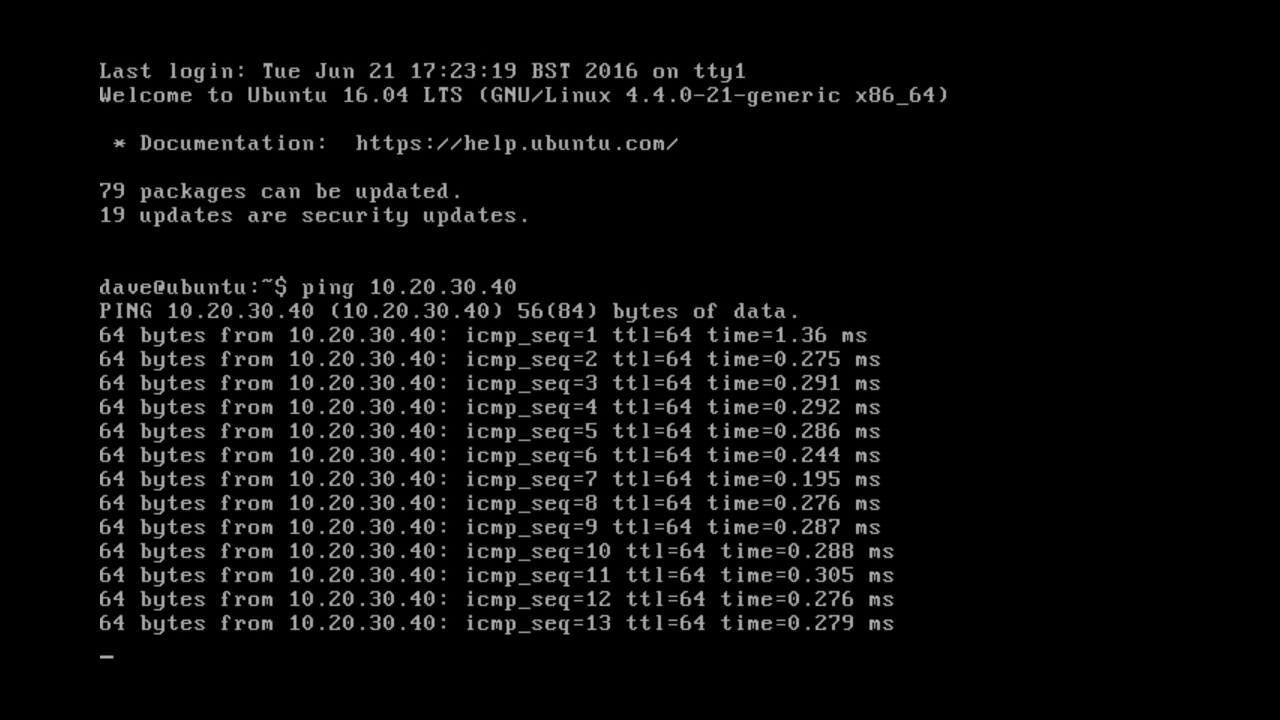 Last login: Tue Jun 21 17:23:19 BST 2016 on tty1
Welcome to Ubuntu 16.04 LTS (GNU/Linux 4.4.0-21-generic x86_64)
* Documentation:  https://help.ubuntu.com/
79 packages can be updated.
19 updates are security updates.
dave@ubuntu:~$ ping 10.20.30.40
PING 10.20.30.40 (10.20.30.40) 56(84) bytes of data.
64 bytes from 10.20.30.40: icmp_seq=1 ttl=64 time=1.36 ms
64 bytes from 10.20.30.40: icmp_seq=2 ttl=64 time=0.275 ms
64 bytes from 10.20.30.40: icmp_seq=3 ttl=64 time=0.291 ms
64 bytes from 10.20.30.40: icmp_seq=4 ttl=64 time=0.292 ms
64 bytes from 10.20.30.40: icmp_seq=5 ttl=64 time=0.286 ms
64 bytes from 10.20.30.40: icmp_seq=6 ttl=64 time=0.244 ms
64 bytes from 10.20.30.40: icmp_seq=7 ttl=64 time=0.195 ms
64 bytes from 10.20.30.40: icmp_seq=8 ttl=64 time=0.276 ms
64 bytes from 10.20.30.40: icmp_seq=9 ttl=64 time=0.287 ms
64 bytes from 10.20.30.40: icmp_seq=10 ttl=64 time=0.288 ms
64 bytes from 10.20.30.40: icmp_seq=11 ttl=64 time=0.305 ms
64 bytes from 10.20.30.40: icmp_seq=12 ttl=64 time=0.276 ms
64 bytes from 10.20.30.40: icmp_seq=13 ttl=64 time=0.279 ms